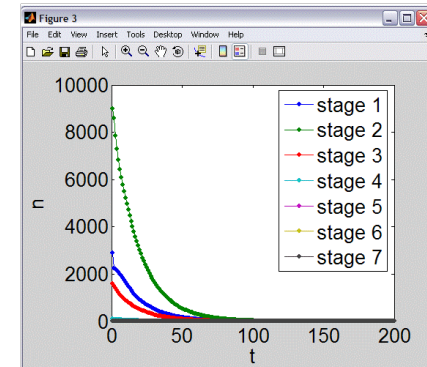 Figure 3
File Edit View Insert Tools Desktop Window Help
10000
8000
6000
4000
2000
0
n
0 50 100 150 200
t
stage 1
stage 2
stage 3
stage 4
stage 5
stage 6
stage 7